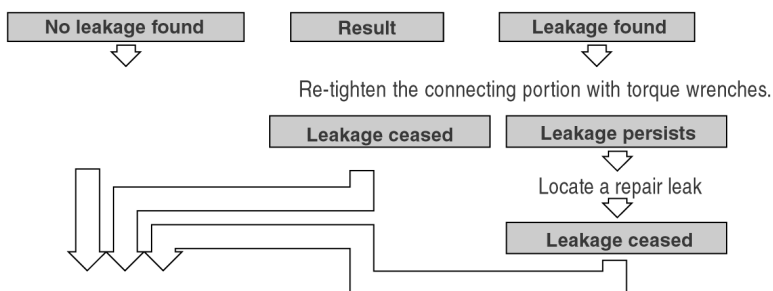 No leakage found
Result
Leakage found
Re-tighten the connecting portion with torque wrenches.
Leakage ceased
Leakage persists
Locate a repair leak
Leakage ceased